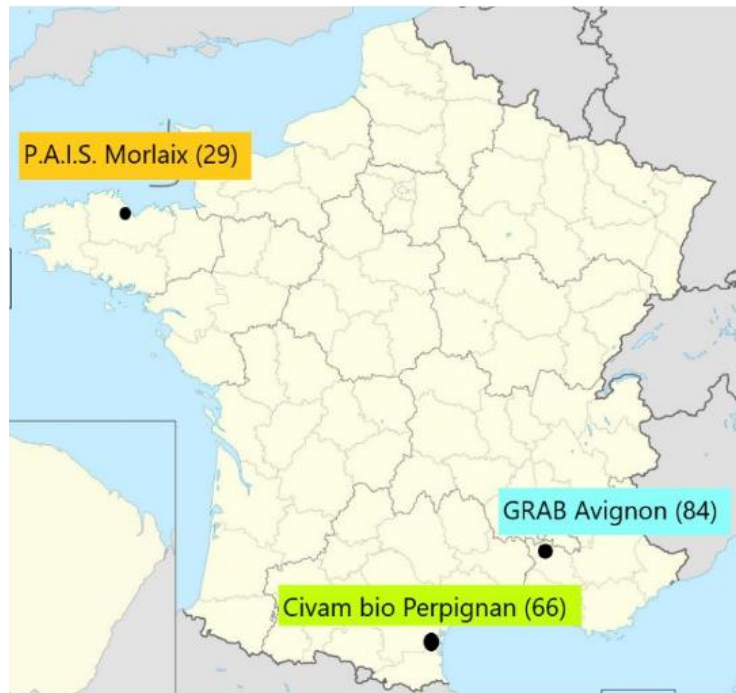 P.A.I.S. Morlaix (29)
GRAB Avignon (84)
Civam bio Perpignan (66)